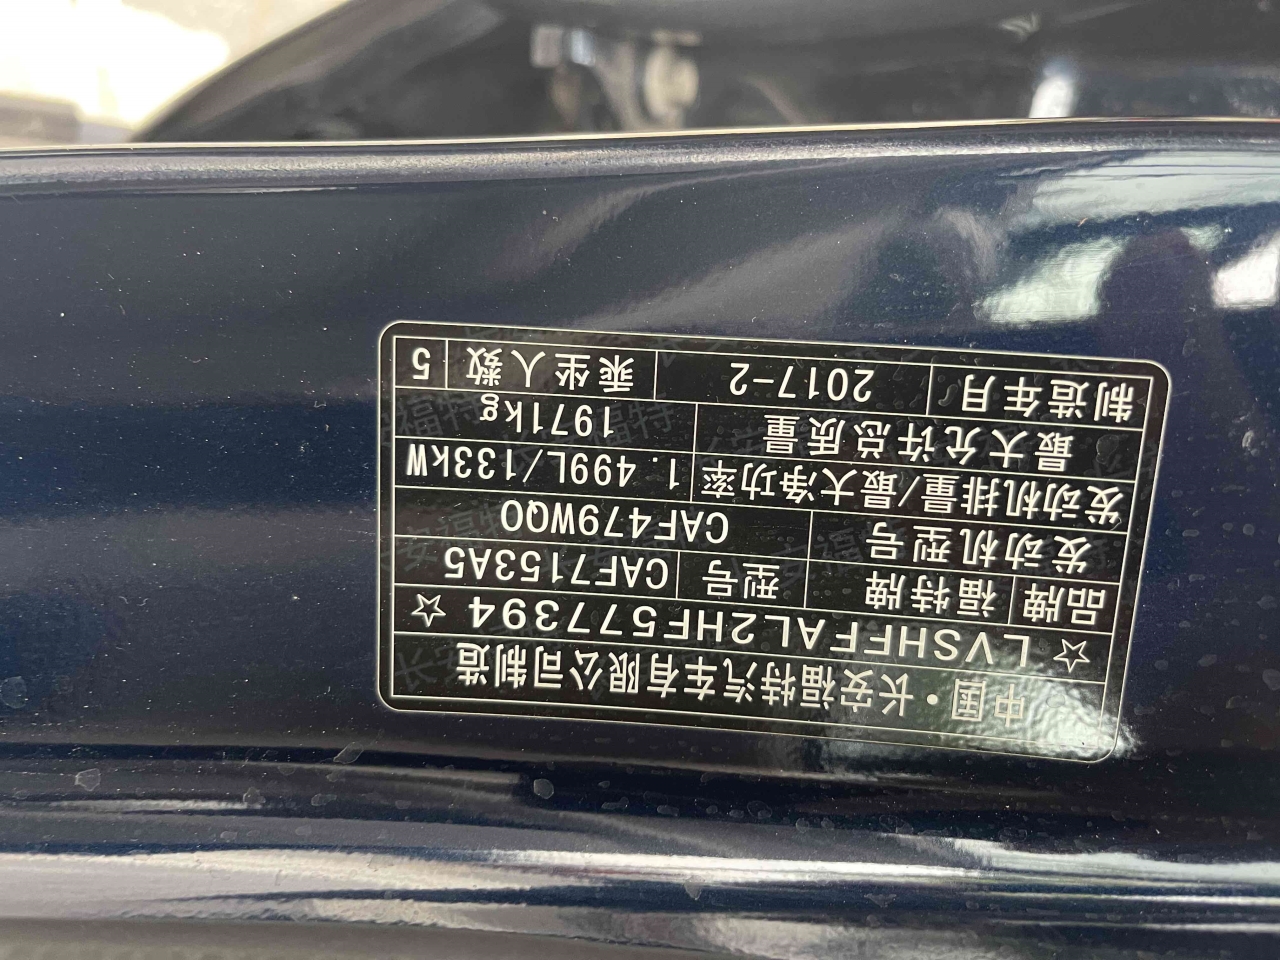 中国·长安福特汽车有限公司制造
☆ LVSHFFAL2HF577394 ☆
品牌 福特牌 型号 CAF7153A5
发动机型号 CAF479WQ0
发动机排量/最大净功率 1.499L/133kW
最大允许总质量 1971kg
制造年月 2017-2 乘坐人数 5